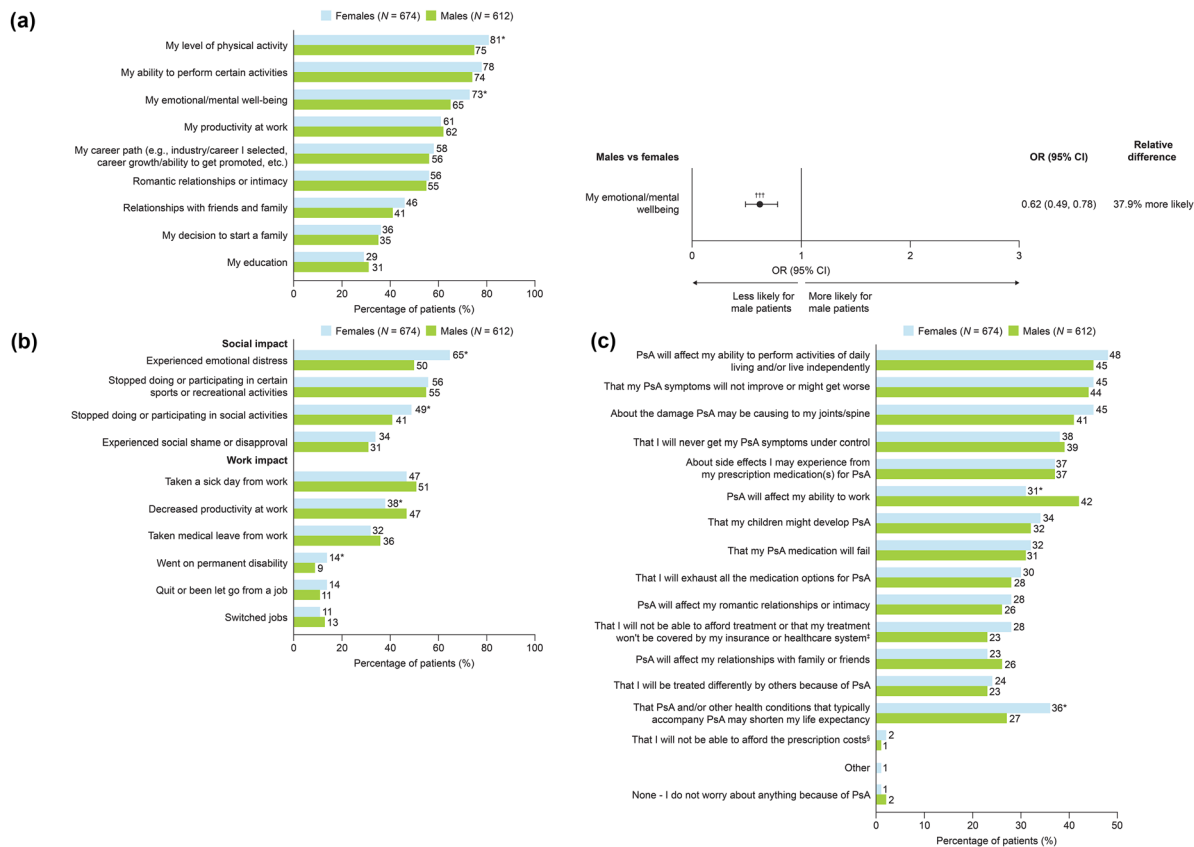 (a)
Females (N = 674) Males (N = 612)
My level of physical activity 81* 75
My ability to perform certain activities 78 74
My emotional/mental well-being 73* 65
My productivity at work 61 62
My career path (e.g., industry/career I selected,
career growth/ability to get promoted, etc.) 58 56
Romantic relationships or intimacy 56 55
Relationships with friends and family 46 41
My decision to start a family 36 35
My education 29 31
0 20 40 60 80 100
Percentage of patients (%)
Males vs females OR (95% CI) Relative
difference
My emotional/mental
wellbeing ††† 0.62 (0.49, 0.78) 37.9% more likely
0 1 2 3
OR (95% CI)
Less likely for
male patients
More likely for
male patients
(b)
Females (N = 674) Males (N = 612)
Social impact
Experienced emotional distress 65* 50
Stopped doing or participating in certain
sports or recreational activities 56 55
Stopped doing or participating in social activities 49* 41
Experienced social shame or disapproval 34 31
Work impact
Taken a sick day from work 47 51
Decreased productivity at work 38* 47
Taken medical leave from work 32 36
Went on permanent disability 14* 9
Quit or been let go from a job 14 11
Switched jobs 11 13
0 20 40 60 80 100
Percentage of patients (%)
(c)
Females (N = 674) Males (N = 612)
PsA will affect my ability to perform activities of daily
living and/or live independently 48 45
That my PsA symptoms will not improve or might get worse 45 44
About the damage PsA may be causing to my joints/spine 45 41
That I will never get my PsA symptoms under control 38 39
About side effects I may experience from
my prescription medication(s) for PsA 37 37
PsA will affect my ability to work 31* 42
That my children might develop PsA 34 32
That my PsA medication will fail 32 31
That I will exhaust all the medication options for PsA 30 28
PsA will affect my romantic relationships or intimacy 28 26
That I will not be able to afford treatment or that my treatment
won't be covered by my insurance or healthcare system‡ 28 23
PsA will affect my relationships with family or friends 23 26
That I will be treated differently by others because of PsA 24 23
That PsA and/or other health conditions that typically
accompany PsA may shorten my life expectancy 36* 27
That I will not be able to afford the prescription costs§ 2 1
Other 1
None - I do not worry about anything because of PsA 1 2
0 10 20 30 40 50
Percentage of patients (%)